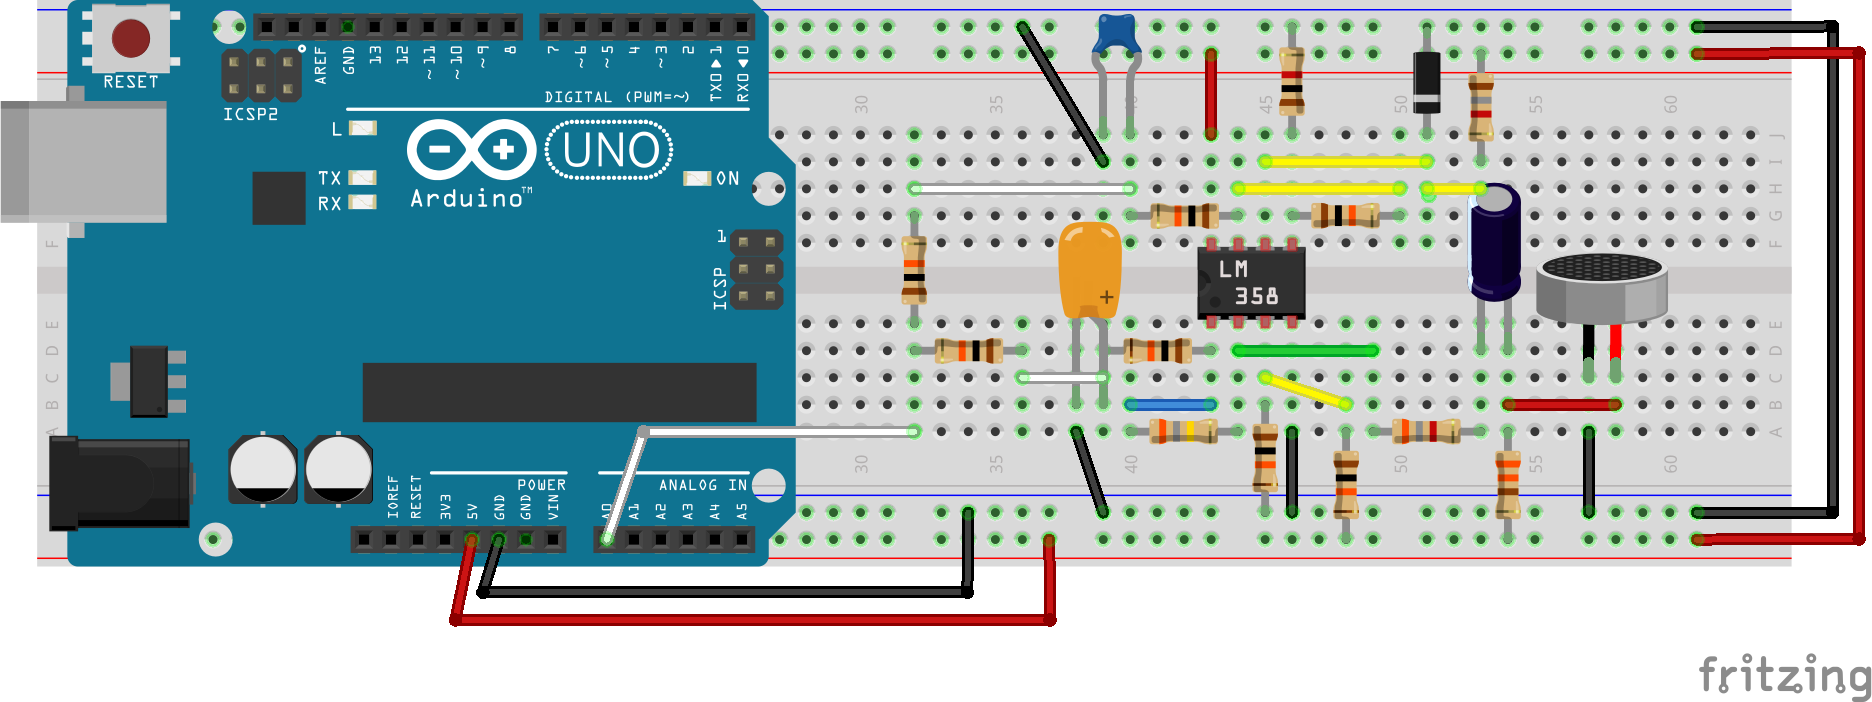 RESET
ICSP2
AREF
GND
13
12
~11
~10
~9
8
7
~6
~5
4
~3
2
TX0 ▶ 1
RX0 ◀ 0
DIGITAL (PWM=~)
L
TX
RX
UNO
Arduino™
ON
1
ICSP
30
35
40
45
50
55
60
J
I
H
G
F
LM
358
+
F
E
D
C
B
A
E
D
C
B
A
30
35
40
45
50
55
60
POWER
ANALOG IN
IOREF
RESET
3V3
5V
GND
GND
VIN
A0
A1
A2
A3
A4
A5
fritzing